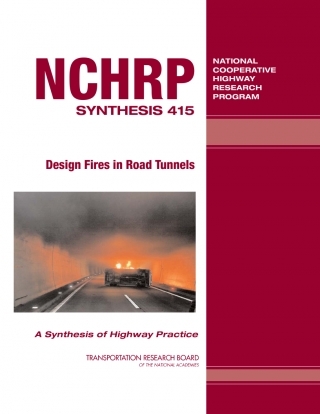 NCHRP
SYNTHESIS 415
NATIONAL
COOPERATIVE
HIGHWAY
RESEARCH
PROGRAM
Design Fires in Road Tunnels
A Synthesis of Highway Practice
TRANSPORTATION RESEARCH BOARD
OF THE NATIONAL ACADEMIES